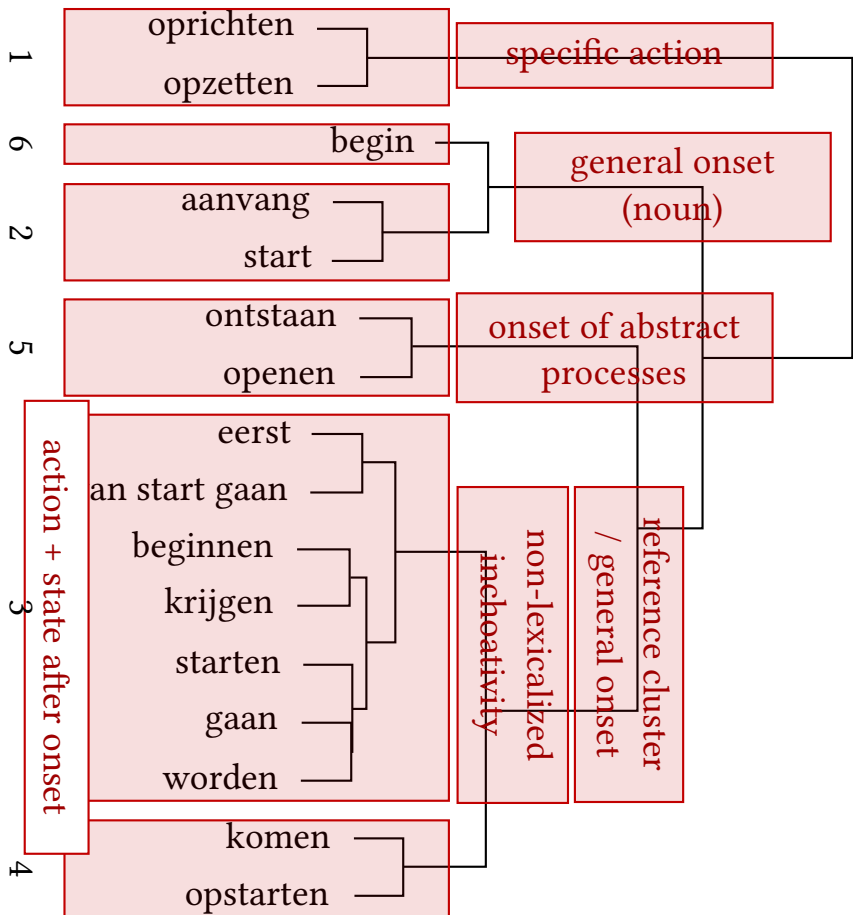 1
oprichten
opzetten
specific action
6
begin
general onset
(noun)
2
aanvang
start
5
ontstaan
openen
onset of abstract
processes
3
action + state after onset
eerst
an start gaan
beginnen
krijgen
starten
gaan
worden
non-lexicalized
inchoativity
reference cluster
/ general onset
4
komen
opstarten